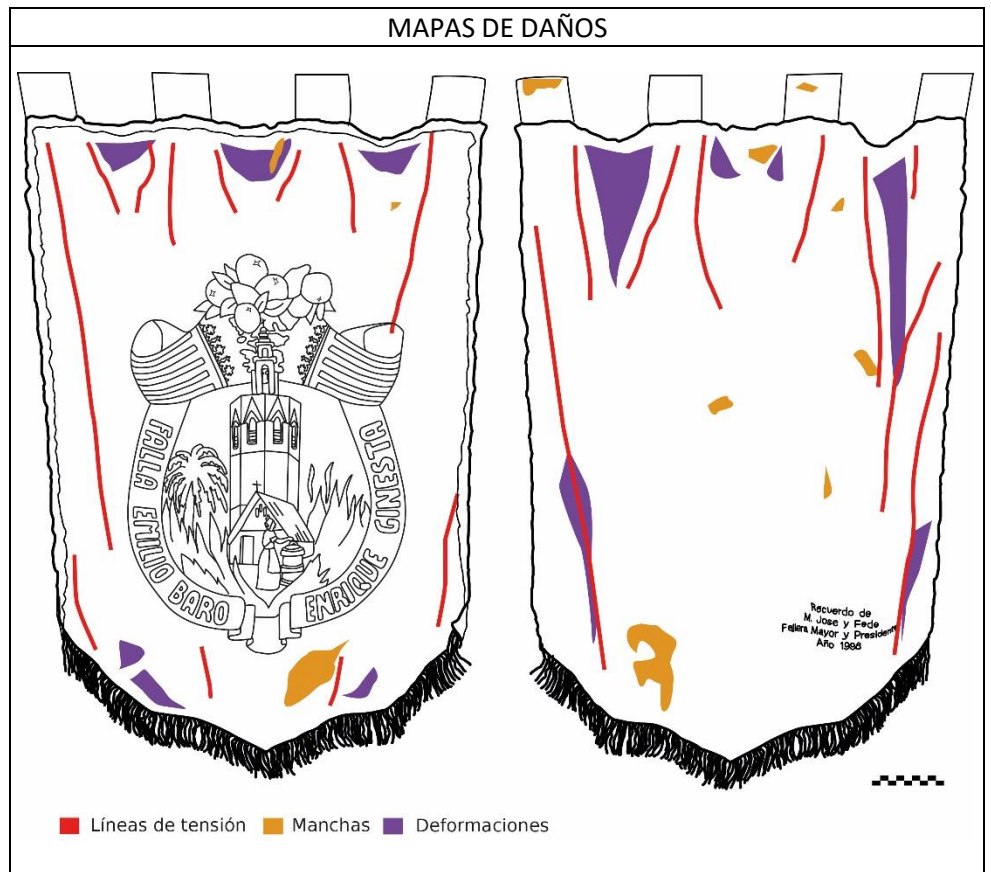 MAPAS DE DAÑOS
FALLA EMILIO BARO
ENRIQUE GINESTA
Recuerdo de
M. Jose y Fede
Fallera Mayor y Presidente
Año 1996
Líneas de tensión
Manchas
Deformaciones